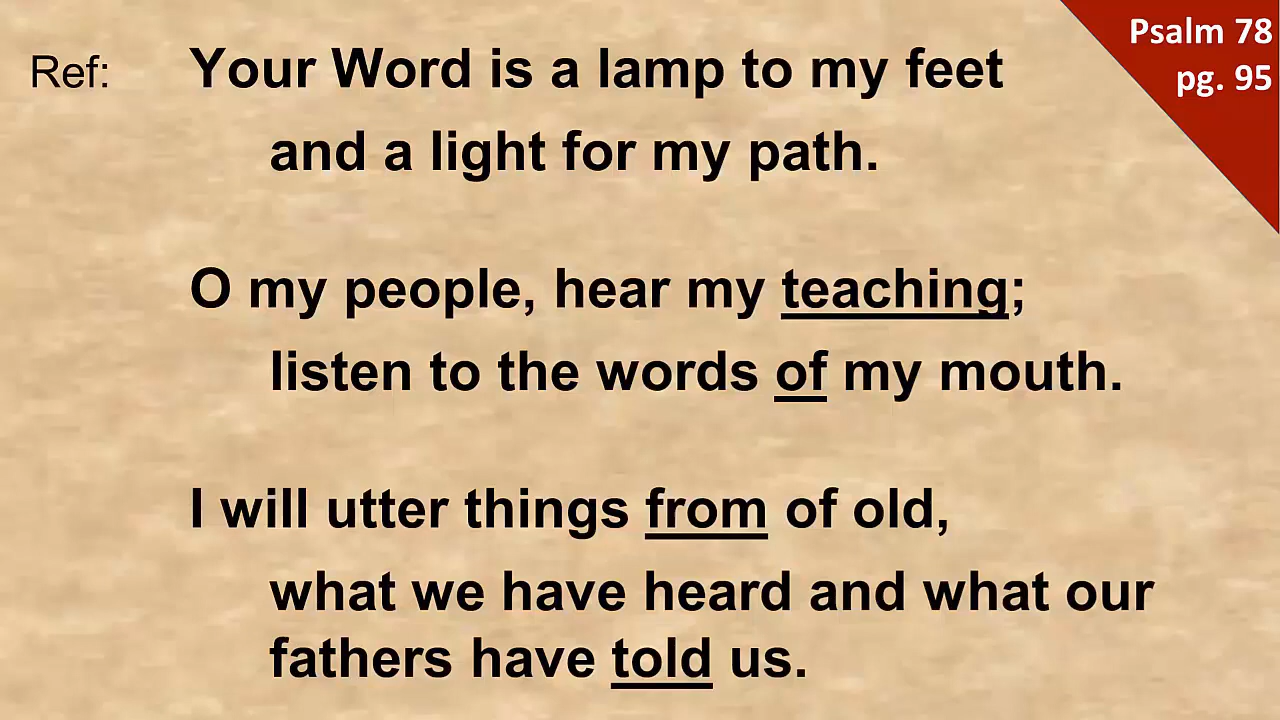 Psalm 78
pg. 95
Ref: Your Word is a lamp to my feet
and a light for my path.
O my people, hear my teaching;
listen to the words of my mouth.
I will utter things from of old,
what we have heard and what our
fathers have told us.